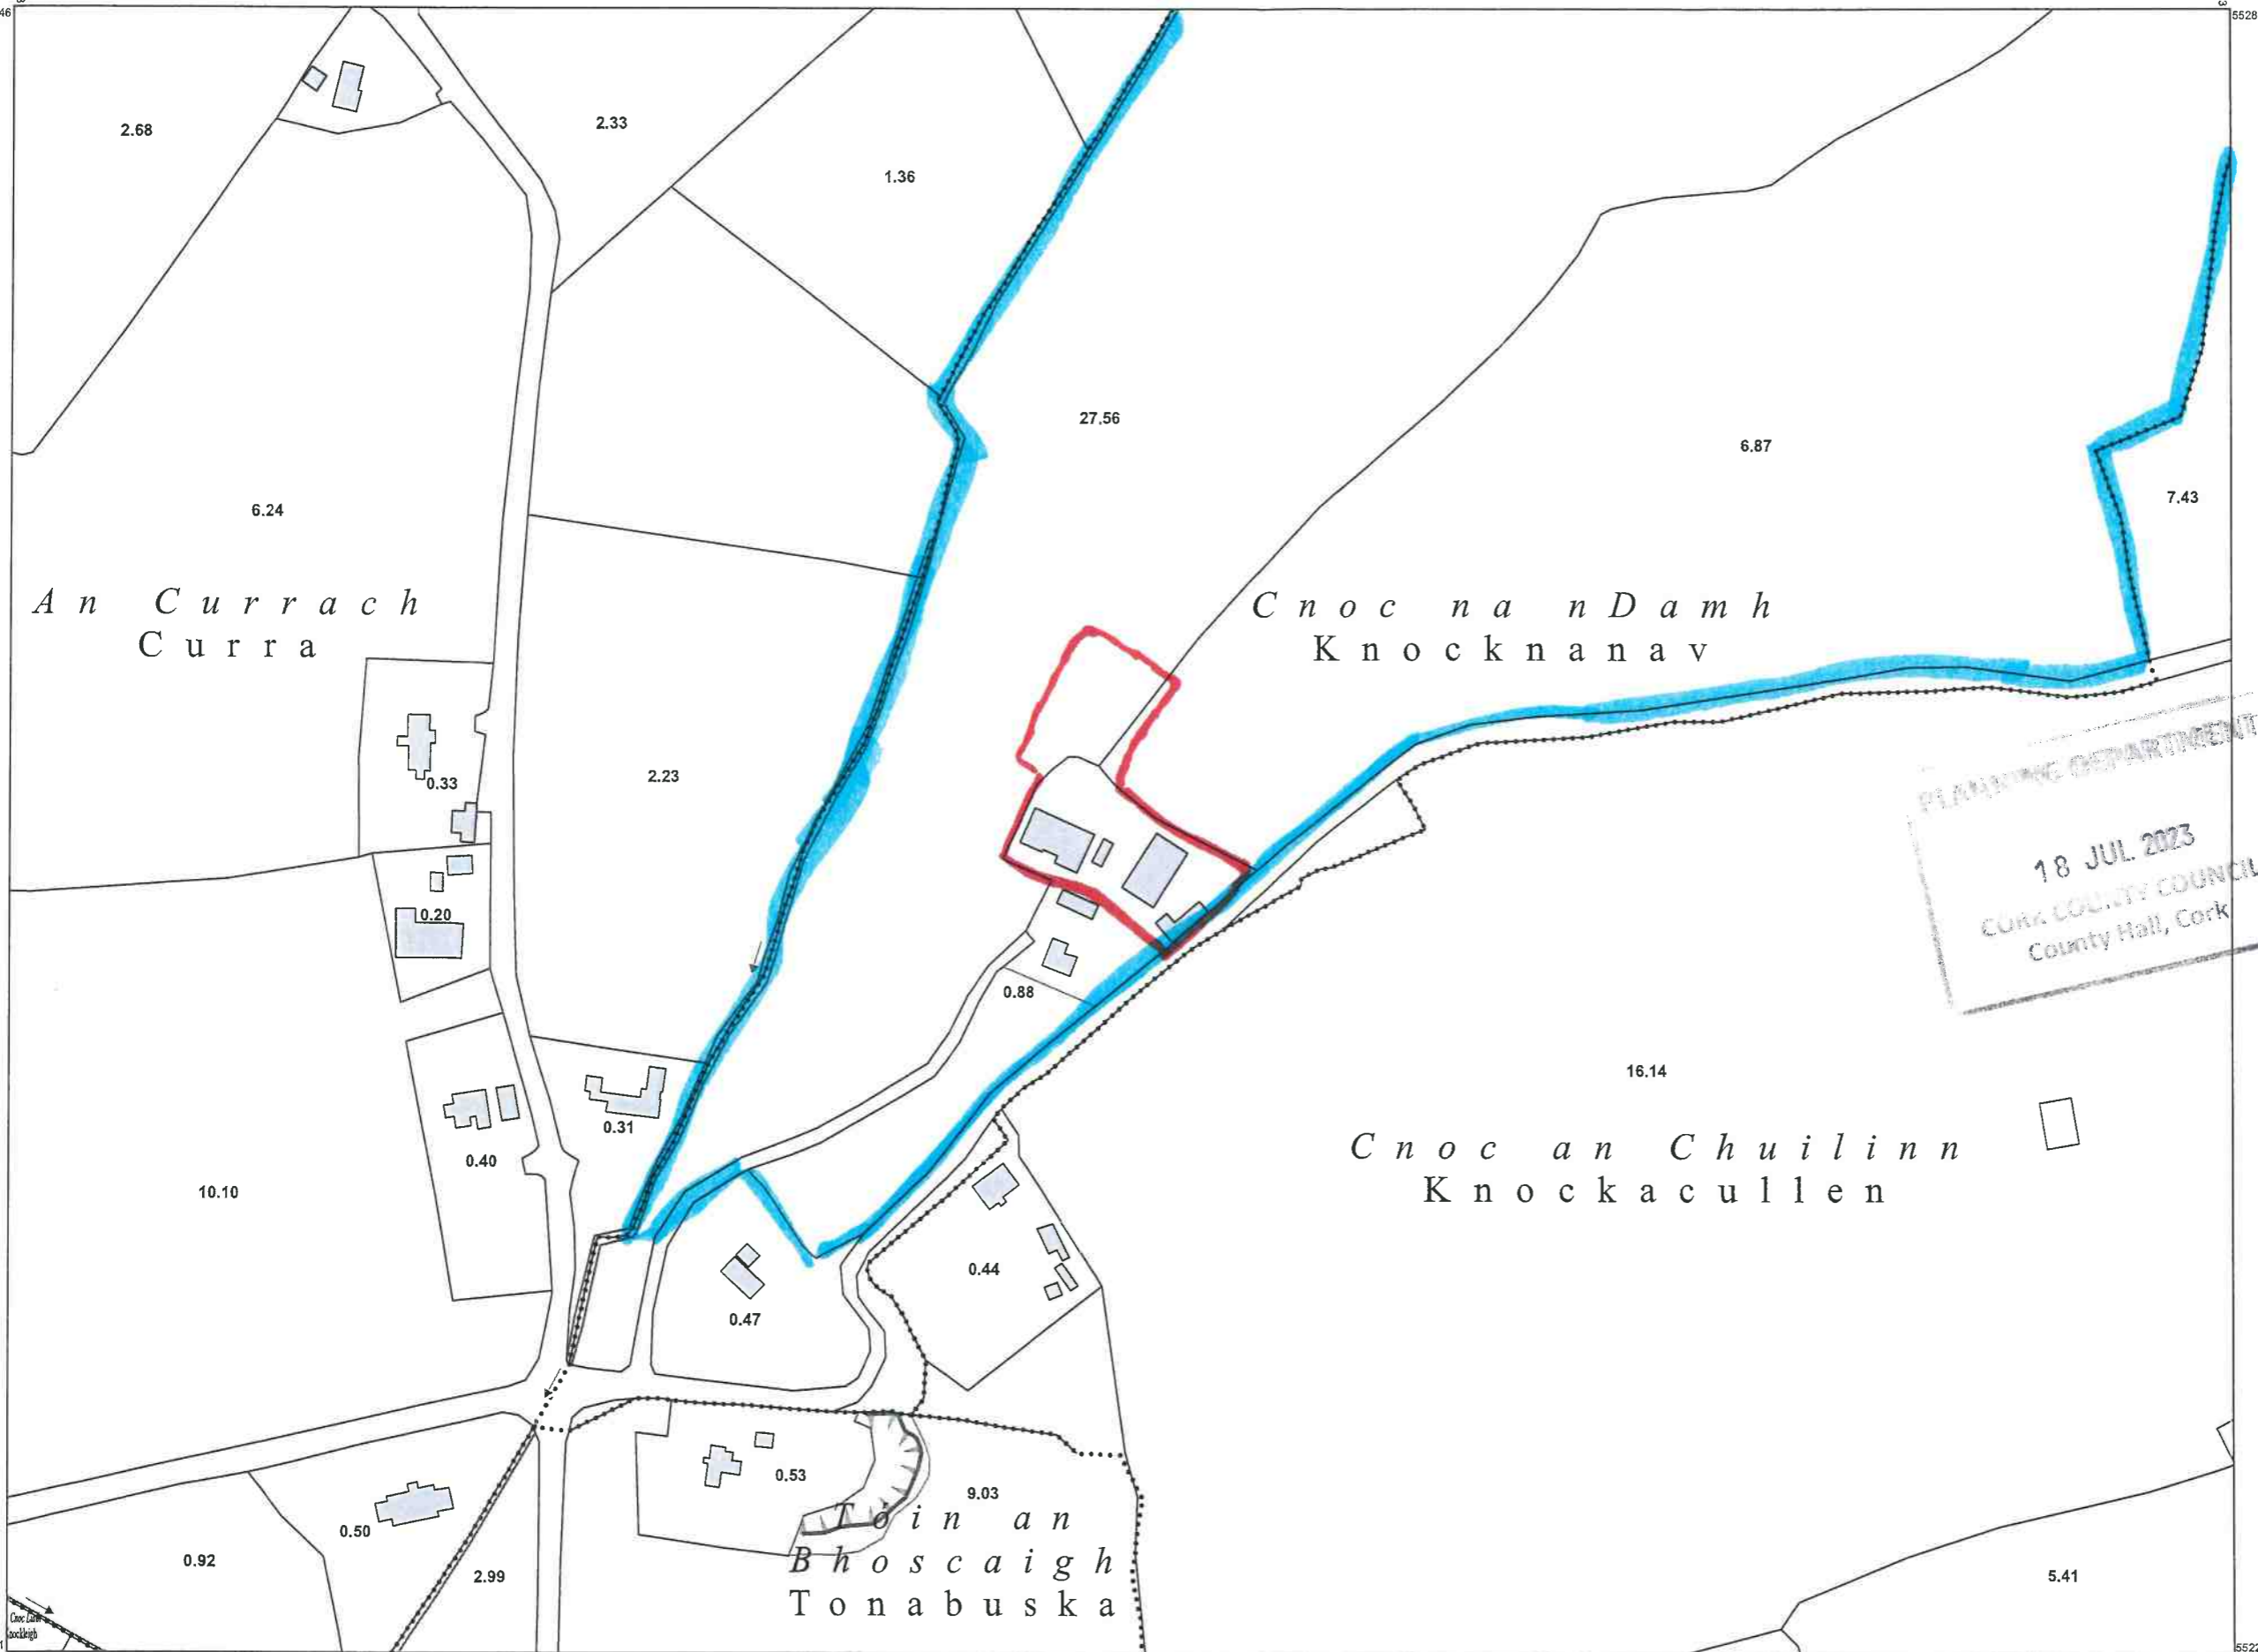 46
5528
2.68
2.33
1.36
27.56
6.87
7.43
6.24
An Currach
Curra
Cnoc na nDamh
Knocknanav
2.23
0.33
0.20
0.88
PLANNING DEPARTMENT
18 JUL 2023
CORK COUNTY COUNCIL
County Hall, Cork
16.14
0.31
0.40
10.10
Cnoc an Chuilinn
Knockacullen
0.44
0.47
0.53
9.03
0.50
0.92
2.99
Tóin an
Bhoscaigh
Tonabuska
5.41